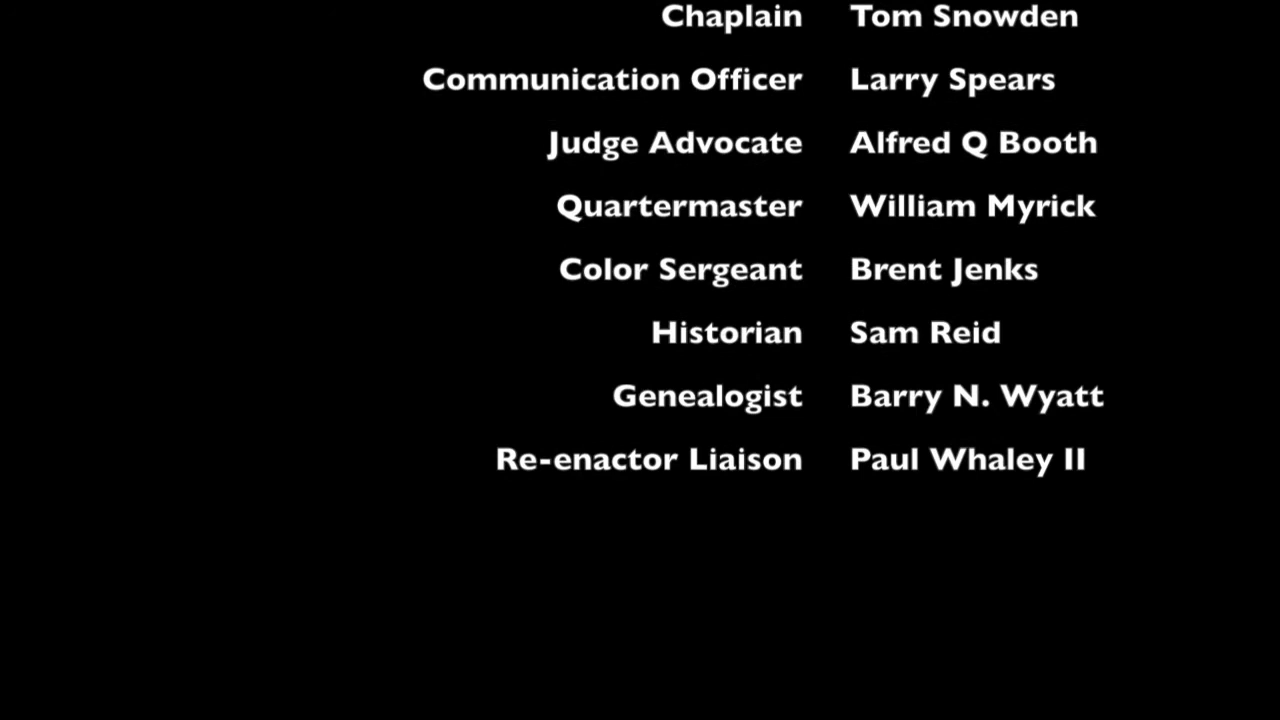 Chaplain Tom Snowden
Communication Officer Larry Spears
Judge Advocate Alfred Q Booth
Quartermaster William Myrick
Color Sergeant Brent Jenks
Historian Sam Reid
Genealogist Barry N. Wyatt
Re-enactor Liaison Paul Whaley II